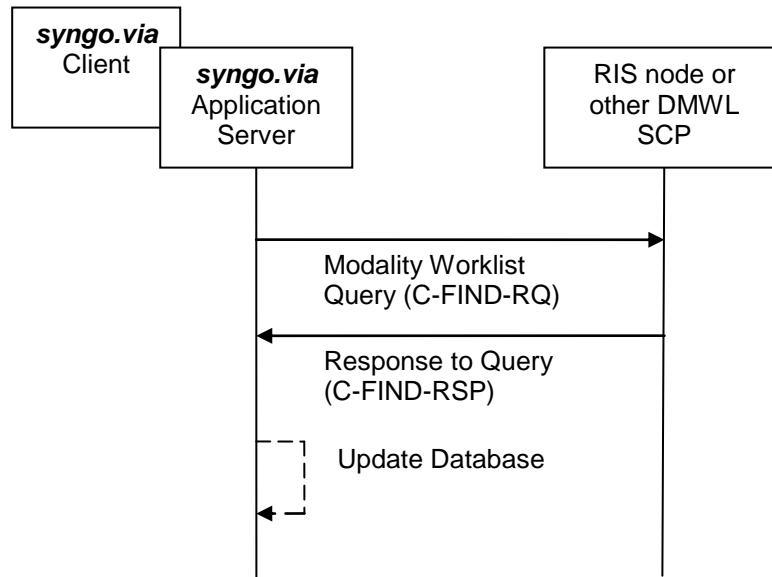 syngo.via
Client
syngo.via
Application
Server
RIS node or
other DMWL
SCP
Modality Worklist
Query (C-FIND-RQ)
Response to Query
(C-FIND-RSP)
Update Database